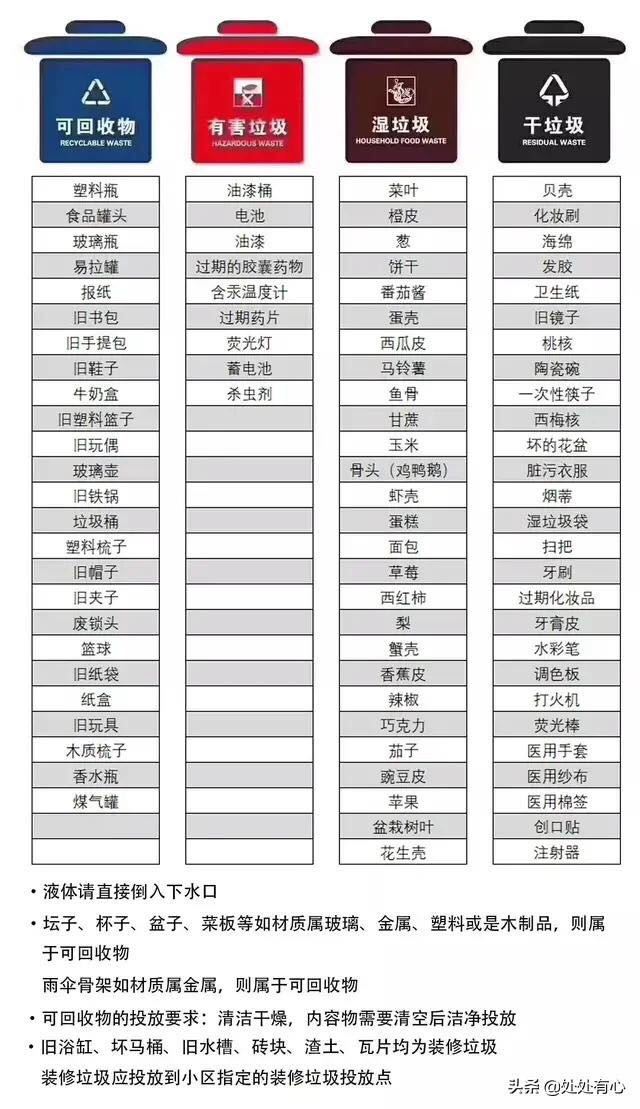 可回收物 有害垃圾 湿垃圾 干垃圾
RECYCLABLE WASTE HAZARDOUS WASTE HOUSEHOLD FOOD WASTE RESIDUAL WASTE
塑料瓶 油漆桶 菜叶 贝壳
食品罐头 电池 橙皮 化妆刷
玻璃瓶 油漆 葱 海绵
易拉罐 过期的胶囊药物 饼干 发胶
报纸 含汞温度计 番茄酱 卫生纸
旧书包 过期药片 蛋壳 旧镜子
旧手提包 荧光灯 西瓜皮 桃核
旧鞋子 蓄电池 马铃薯 陶瓷碗
牛奶盒 杀虫剂 鱼骨 一次性筷子
旧塑料篮子 甘蔗 西梅核
旧玩偶 玉米 坏的花盆
玻璃壶 骨头（鸡鸭鹅） 脏污衣服
旧铁锅 虾壳 烟蒂
垃圾桶 蛋糕 湿垃圾袋
塑料梳子 面包 扫把
旧帽子 草莓 牙刷
旧夹子 西红柿 过期化妆品
废锁头 梨 牙膏皮
篮球 蟹壳 水彩笔
旧纸袋 香蕉皮 调色板
纸盒 辣椒 打火机
旧玩具 巧克力 荧光棒
木质梳子 茄子 医用手套
香水瓶 豌豆皮 医用纱布
煤气罐 苹果 医用棉签
盆栽树叶 创口贴
花生壳 注射器
・液体请直接倒入下水口
・坛子、杯子、盆子、菜板等如材质属玻璃、金属、塑料或是木制品，则属
于可回收物
雨伞骨架如材质属金属，则属于可回收物
・可回收物的投放要求：清洁干燥，内容物需要清空后洁净投放
・旧浴缸、坏马桶、旧水槽、砖块、渣土、瓦片均为装修垃圾
装修垃圾应投放到小区指定的装修垃圾投放点
头条 @处处有心